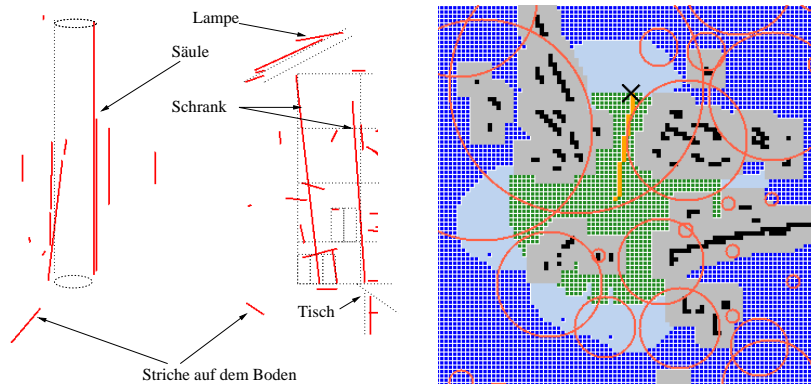 Lampe
Säule
Schrank
Tisch
Striche auf dem Boden